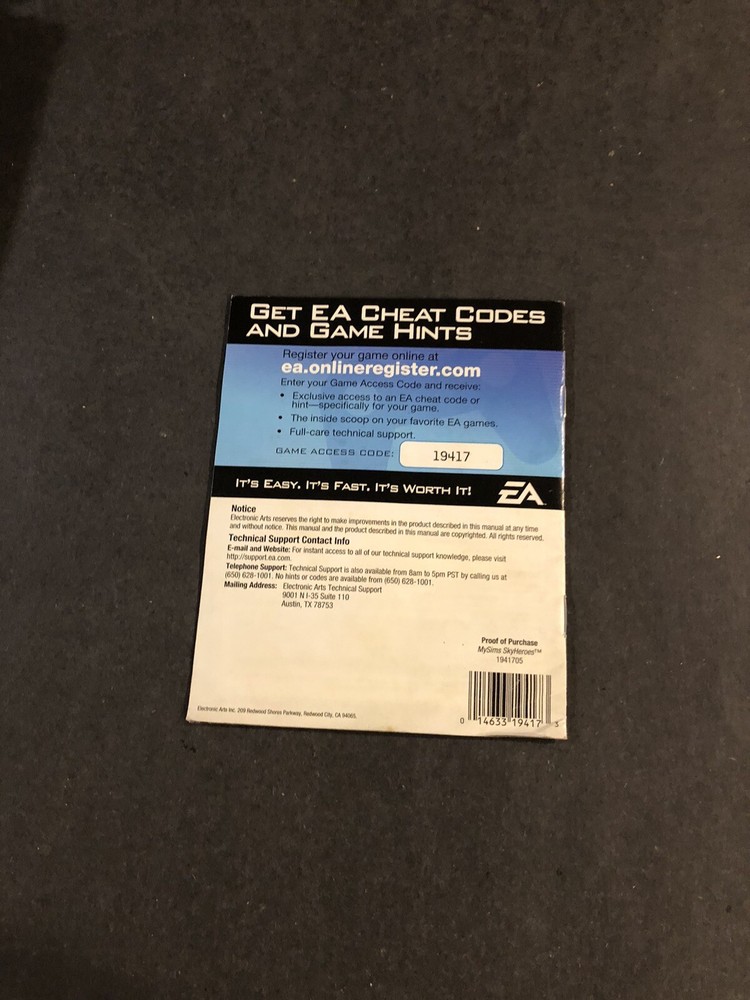 GET EA CHEAT CODES
AND GAME HINTS
Register your game online at
ea.onlineregister.com
Enter your Game Access Code and receive:
• Exclusive access to an EA cheat code or
hint—specifically for your game.
• The inside scoop on your favorite EA games.
• Full-care technical support.
GAME ACCESS CODE: 19417
IT'S EASY. IT'S FAST. IT'S WORTH IT!
EA™
Notice
Electronic Arts reserves the right to make improvements in the product described in this manual at any time
and without notice. This manual and the product described in this manual are copyrighted. All rights reserved.
Technical Support Contact Info
E-mail and Website: For instant access to all of our technical support knowledge, please visit
http://support.ea.com.
Telephone Support: Technical Support is also available from 8am to 5pm PST by calling us at
(650) 628-1001. No hints or codes are available from (650) 628-1001.
Mailing Address: Electronic Arts Technical Support
9001 N I-35 Suite 110
Austin, TX 78753
Proof of Purchase
MySims SkyHeroes™
1941705
0 14633 19417 5
Electronic Arts Inc. 209 Redwood Shores Parkway, Redwood City, CA 94065.